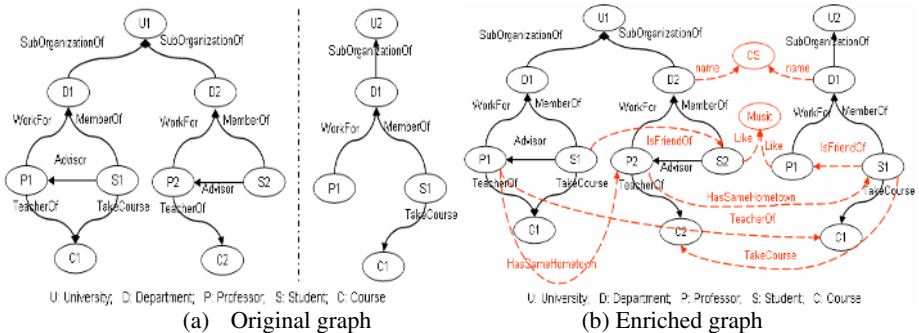 U1
SubOrganizationOf
SubOrganizationOf
D1
D2
WorkFor
MemberOf
WorkFor
MemberOf
Advisor
P1
S1
P2
Advisor
S2
TeacherOf
TakeCourse
TeacherOf
C1
C2
U2
SubOrganizationOf
D1
WorkFor
MemberOf
P1
S1
TakeCourse
C1
U1
SubOrganizationOf
SubOrganizationOf
U2
SubOrganizationOf
CS
name
name
D1
D2
D1
WorkFor
MemberOf
WorkFor
MemberOf
Music
WorkFor
MemberOf
Advisor
IsFriendOf
Like
Like
IsFriendOf
P1
S1
P2
Advisor
S2
P1
S1
TeacherOf
TakeCourse
TeacherOf
HasSameHometown
TakeCourse
TeacherOf
C1
C2
C1
HasSameHometown
TakeCourse
U: University; D: Department; P: Professor; S: Student; C: Course
U: University; D: Department; P: Professor; S: Student; C: Course
(a) Original graph
(b) Enriched graph